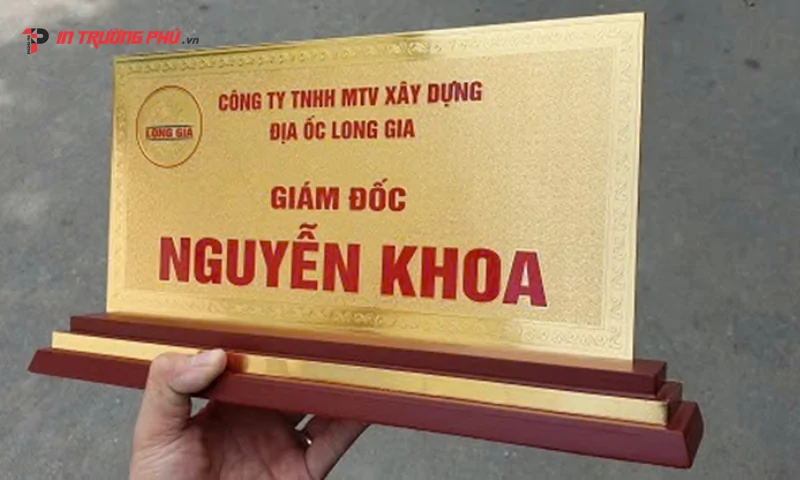 IN TRƯỜNG PHÚ.vn
LONG GIA
CÔNG TY TNHH MTV XÂY DỰNG
ĐỊA ỐC LONG GIA
GIÁM ĐỐC
NGUYỄN KHOA